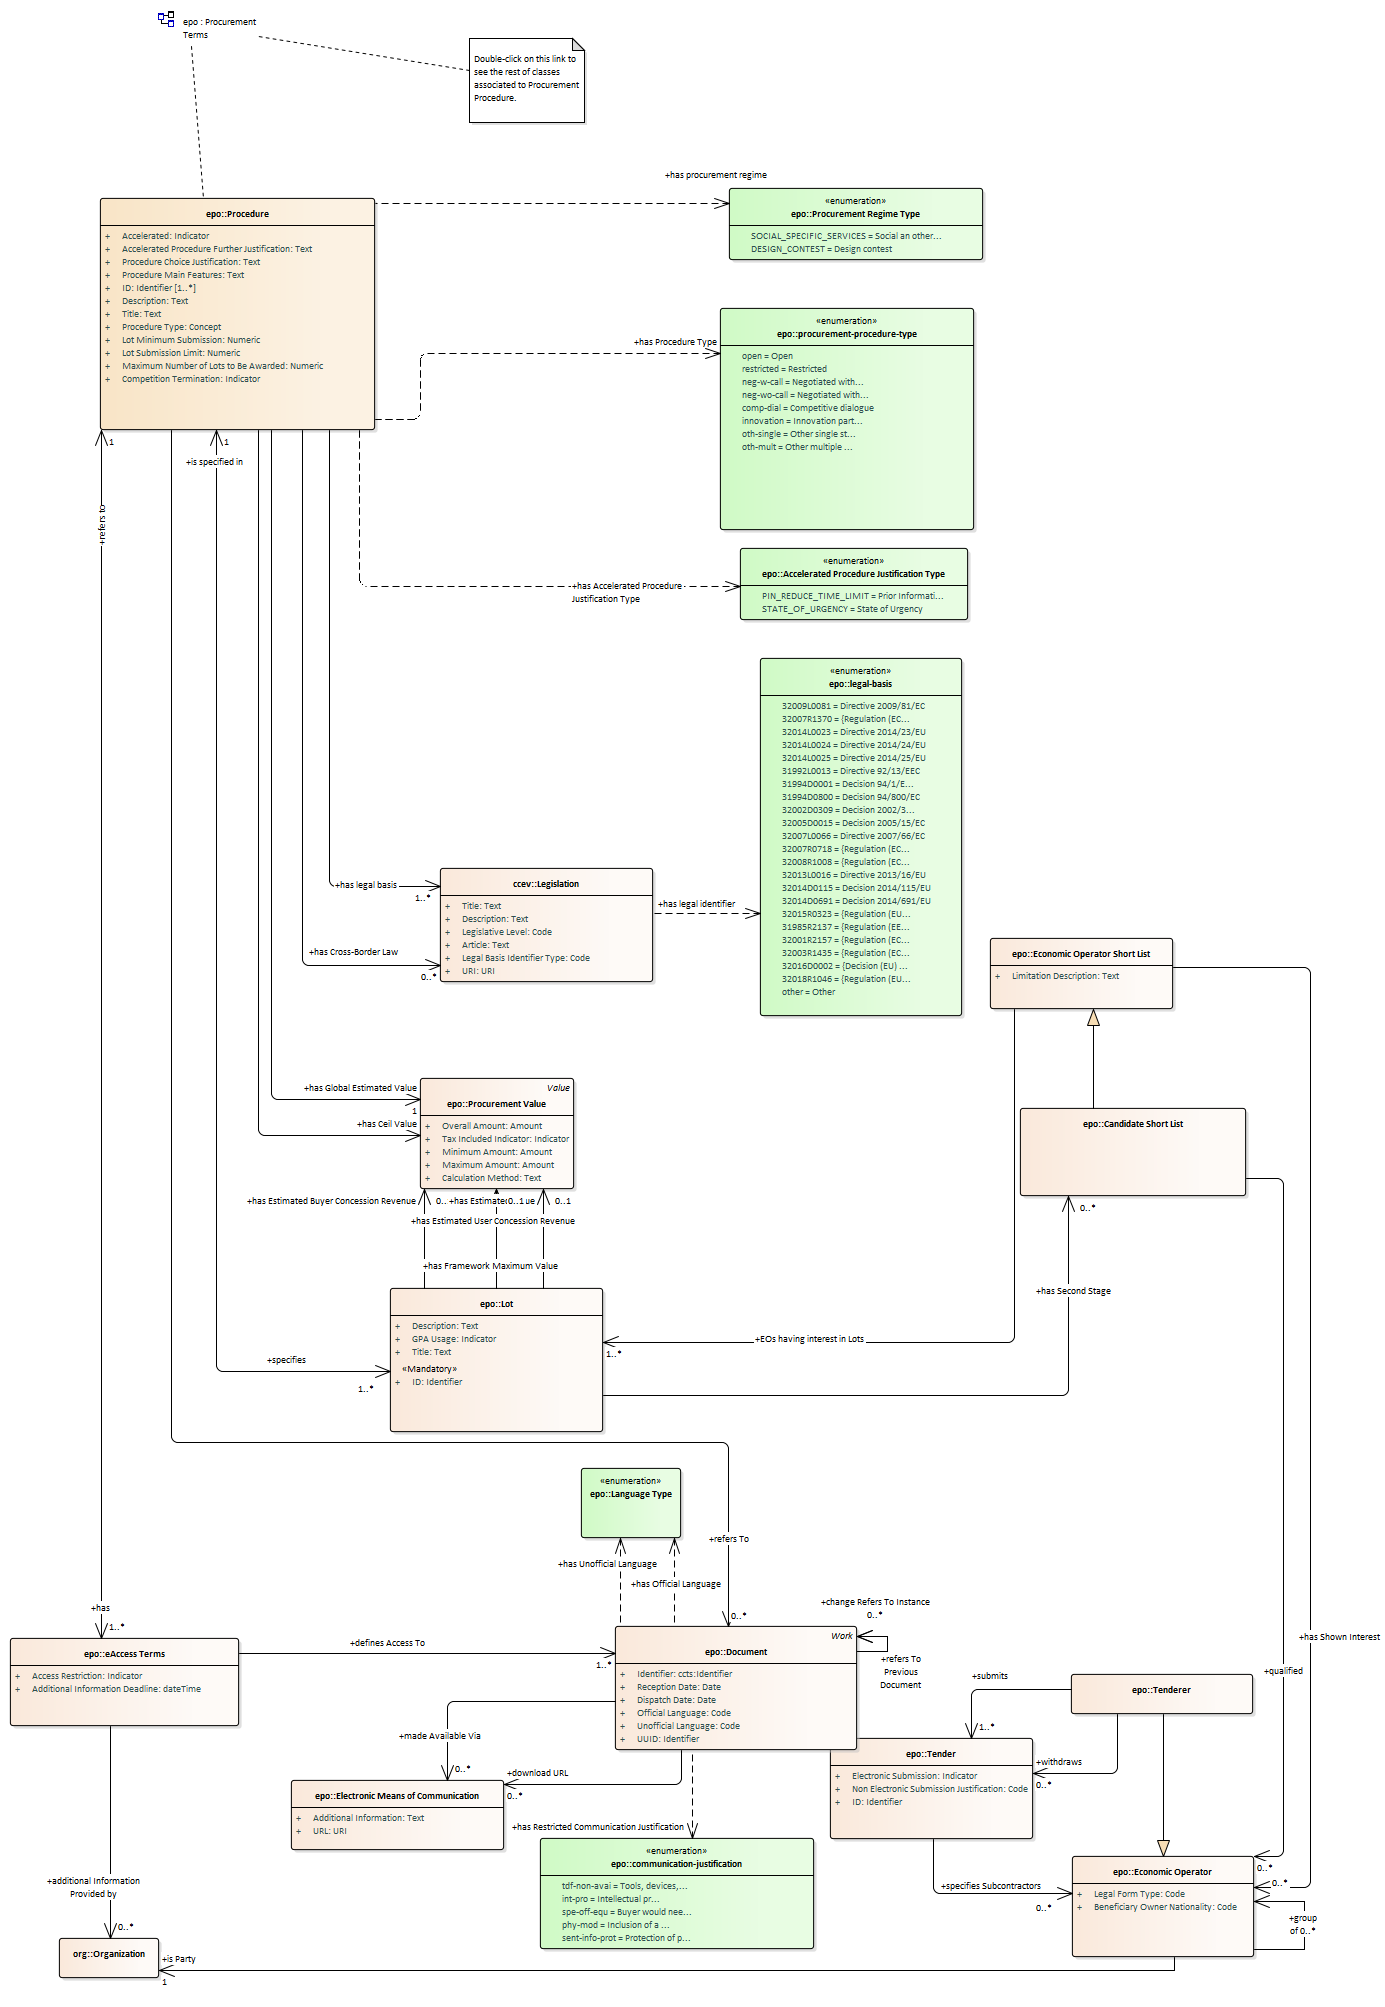 epo : Procurement
Terms
Double-click on this link to
see the rest of classes
associated to Procurement
Procedure.
+has procurement regime
«enumeration»
epo::Procurement Regime Type
SOCIAL_SPECIFIC_SERVICES = Social an other...
DESIGN_CONTEST = Design contest
epo::Procedure
+ Accelerated: Indicator
+ Accelerated Procedure Further Justification: Text
+ Procedure Choice Justification: Text
+ Procedure Main Features: Text
+ ID: Identifier [1..*]
+ Description: Text
+ Title: Text
+ Procedure Type: Concept
+ Lot Minimum Submission: Numeric
+ Lot Submission Limit: Numeric
+ Maximum Number of Lots to Be Awarded: Numeric
+ Competition Termination: Indicator
+has Procedure Type
«enumeration»
epo::procurement-procedure-type
open = Open
restricted = Restricted
neg-w-call = Negotiated with...
neg-wo-call = Negotiated with...
comp-dial = Competitive dialogue
innovation = Innovation part...
oth-single = Other single st...
oth-mult = Other multiple ...
1
1
+is specified in
+refers to
+has Accelerated Procedure
Justification Type
«enumeration»
epo::Accelerated Procedure Justification Type
PIN_REDUCE_TIME_LIMIT = Prior Informati...
STATE_OF_URGENCY = State of Urgency
«enumeration»
epo::legal-basis
32009L0081 = Directive 2009/81/EC
32007R1370 = {Regulation (EC...
32014L0023 = Directive 2014/23/EU
32014L0024 = Directive 2014/24/EU
32014L0025 = Directive 2014/25/EU
31992L0013 = Directive 92/13/EEC
31994D0001 = Decision 94/1/E...
31994D0800 = Decision 94/800/EC
32002D0309 = Decision 2002/3...
32005D0015 = Decision 2005/15/EC
32007L0066 = Directive 2007/66/EC
32007R0718 = {Regulation (EC...
32008R1008 = {Regulation (EC...
32013L0016 = Directive 2013/16/EU
32014D0115 = Decision 2014/115/EU
32014D0691 = Decision 2014/691/EU
32015R0323 = {Regulation (EU...
31985R2137 = {Regulation (EE...
32001R2157 = {Regulation (EC...
32003R1435 = {Regulation (EC...
32016D0002 = {Decision (EU) ...
32018R1046 = {Regulation (EU...
other = Other
+has legal basis
1..*
+has Cross-Border Law
0..*
ccev::Legislation
+ Title: Text
+ Description: Text
+ Legislative Level: Code
+ Article: Text
+ Legal Basis Identifier Type: Code
+ URI: URI
+has legal identifier
epo::Economic Operator Short List
+ Limitation Description: Text
+has Global Estimated Value
1
+has Ceil Value
Value
epo::Procurement Value
+ Overall Amount: Amount
+ Tax Included Indicator: Indicator
+ Minimum Amount: Amount
+ Maximum Amount: Amount
+ Calculation Method: Text
epo::Candidate Short List
+has Estimated Buyer Concession Revenue
0..
+has Estimate
0..1
ue
0..1
+has Estimated User Concession Revenue
+has Framework Maximum Value
0..*
+has Second Stage
epo::Lot
+ Description: Text
+ GPA Usage: Indicator
+ Title: Text
«Mandatory»
+ ID: Identifier
+EOs having interest in Lots
1..*
+specifies
1..*
«enumeration»
epo::Language Type
+has Unofficial Language
+has Official Language
+refers To
0..*
+has
1..*
+change Refers To Instance
0..*
+has Shown Interest
+qualified
epo::eAccess Terms
+ Access Restriction: Indicator
+ Additional Information Deadline: dateTime
+defines Access To
1..*
Work
epo::Document
+ Identifier: ccts:Identifier
+ Reception Date: Date
+ Dispatch Date: Date
+ Official Language: Code
+ Unofficial Language: Code
+ UUID: Identifier
+refers To
Previous
Document
+submits
1..*
epo::Tenderer
+made Available Via
0..*
+download URL
0..*
epo::Tender
+ Electronic Submission: Indicator
+ Non Electronic Submission Justification: Code
+ ID: Identifier
+withdraws
0..*
epo::Electronic Means of Communication
+ Additional Information: Text
+ URL: URI
+has Restricted Communication Justification
«enumeration»
epo::communication-justification
tdf-non-avai = Tools, devices,...
int-pro = Intellectual pr...
spe-off-equ = Buyer would nee...
phy-mod = Inclusion of a ...
sent-info-prot = Protection of p...
+specifies Subcontractors
0..*
epo::Economic Operator
+ Legal Form Type: Code
+ Beneficiary Owner Nationality: Code
0..*
0..*
+group
of 0..*
+additional Information
Provided by
0..*
org::Organization
+is Party
1